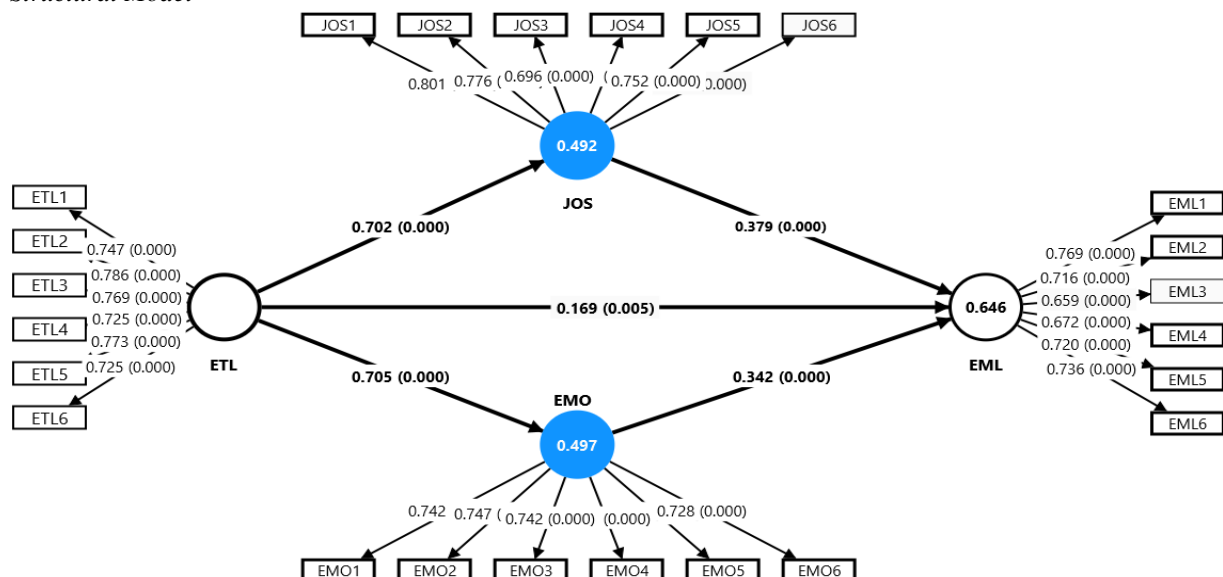 Structural Model
JOS1 JOS2 JOS3 JOS4 JOS5 JOS6
0.801 0.776 ( 0.696 (0.000) ( 0.752 (0.000) 0.000)
0.492
JOS
ETL1
ETL2
ETL3
ETL4
ETL5
ETL6
0.747 (0.000)
0.786 (0.000)
0.769 (0.000)
0.725 (0.000)
0.773 (0.000)
0.725 (0.000)
ETL
0.702 (0.000)
0.379 (0.000)
0.169 (0.005)
0.705 (0.000)
0.342 (0.000)
0.646
EML
0.769 (0.000)
0.716 (0.000)
0.659 (0.000)
0.672 (0.000)
0.720 (0.000)
0.736 (0.000)
EML1
EML2
EML3
EML4
EML5
EML6
EMO
0.497
0.742 0.747 ( 0.742 (0.000) (0.000) 0.728 (0.000)
EMO1 EMO2 EMO3 EMO4 EMO5 EMO6